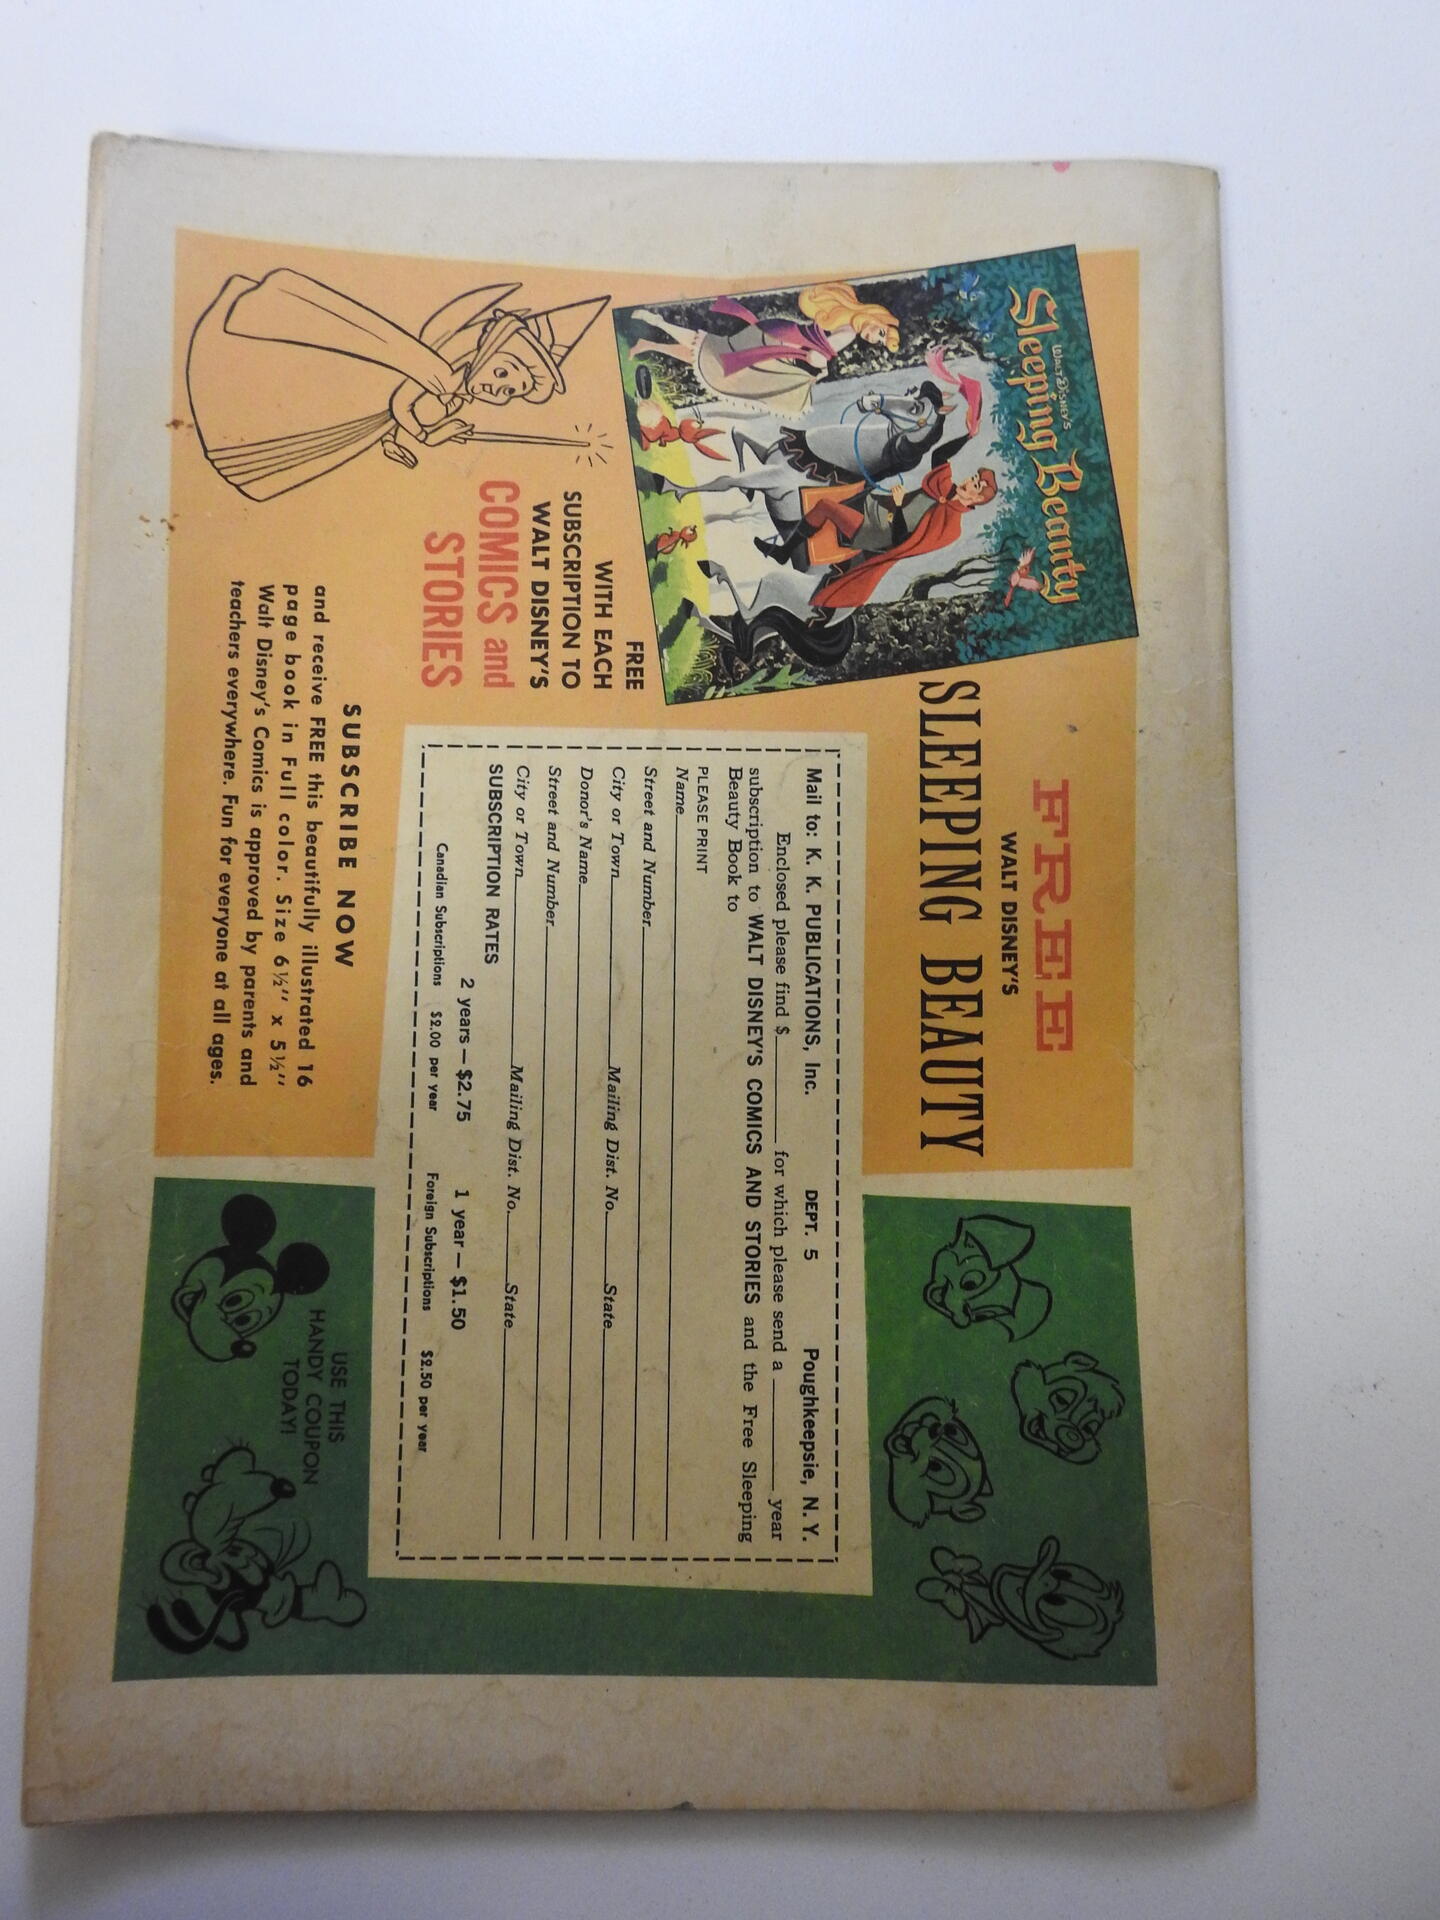 WALT DISNEY'S
Sleeping Beauty
FREE
WALT DISNEY'S
SLEEPING BEAUTY
FREE
WITH EACH
SUBSCRIPTION TO
WALT DISNEY'S
COMICS and
STORIES
Mail to: K. K. PUBLICATIONS, Inc. DEPT. 5 Poughkeepsie, N. Y.
Enclosed please find $ for which please send a year
subscription to WALT DISNEY'S COMICS AND STORIES and the Free Sleeping
Beauty Book to
PLEASE PRINT
Name
Street and Number
City or Town Mailing Dist. No. State
Donor's Name
Street and Number
City or Town Mailing Dist. No. State
SUBSCRIPTION RATES
2 years — $2.75 1 year — $1.50
Canadian Subscriptions $2.00 per year Foreign Subscriptions $2.50 per year
SUBSCRIBE NOW
and receive FREE this beautifully illustrated 16
page book in Full color. Size 6½" x 5½"
Walt Disney's Comics is approved by parents and
teachers everywhere. Fun for everyone at all ages.
USE THIS
HANDY COUPON
TODAY!